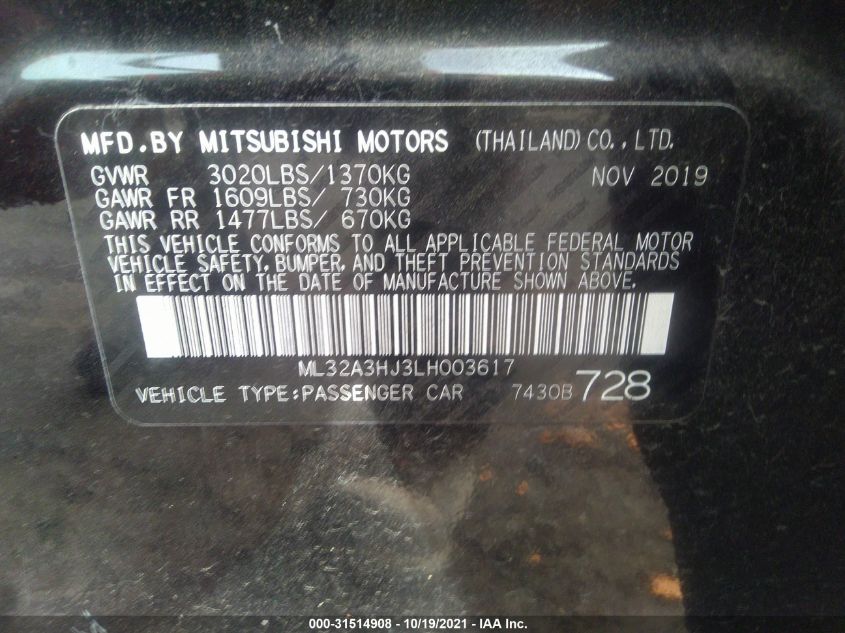 MFD.BY MITSUBISHI MOTORS (THAILAND)CO.,LTD.
GVWR 3020LBS/1370KG NOV 2019
GAWR FR 1609LBS/ 730KG
GAWR RR 1477LBS/ 670KG
THIS VEHICLE CONFORMS TO ALL APPLICABLE FEDERAL MOTOR
VEHICLE SAFETY, BUMPER, AND THEFT PREVENTION STANDARDS
IN EFFECT ON THE DATE OF MANUFACTURE SHOWN ABOVE.
ML32A3HJ3LH003617
VEHICLE TYPE:PASSENGER CAR 7430B 728
000-31514908 - 10/19/2021 - IAA Inc.